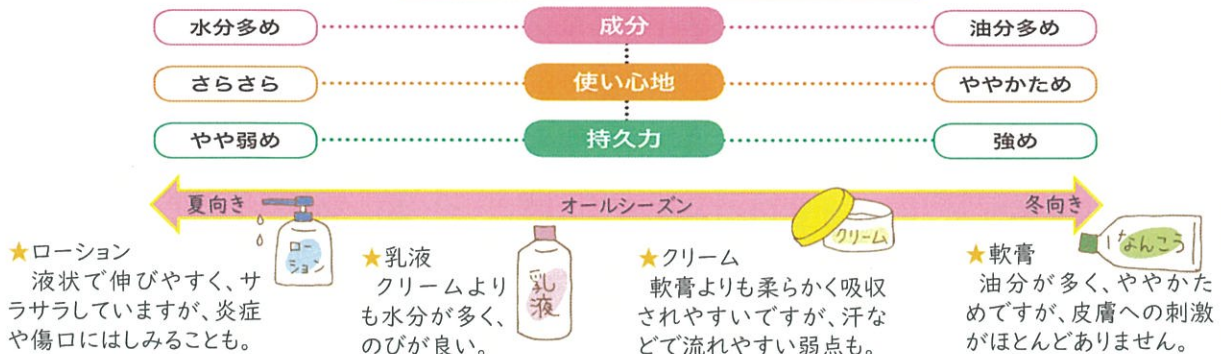 水分多め 成分 油分多め
さらさら 使い心地 ややかため
やや弱め 持久力 強め
夏向き オールシーズン 冬向き
★ローション
液状で伸びやすく、サ
ラサラしていますが、炎症
や傷口にはしみることも。
ローション
★乳液
クリームより
も水分が多く、
のびが良い。
乳液
★クリーム
軟膏よりも柔らかく吸収
されやすいですが、汗な
どで流れやすい弱点も。
クリーム
★軟膏
油分が多く、ややかた
めですが、皮膚への刺激
がほとんどありません。
なんこう